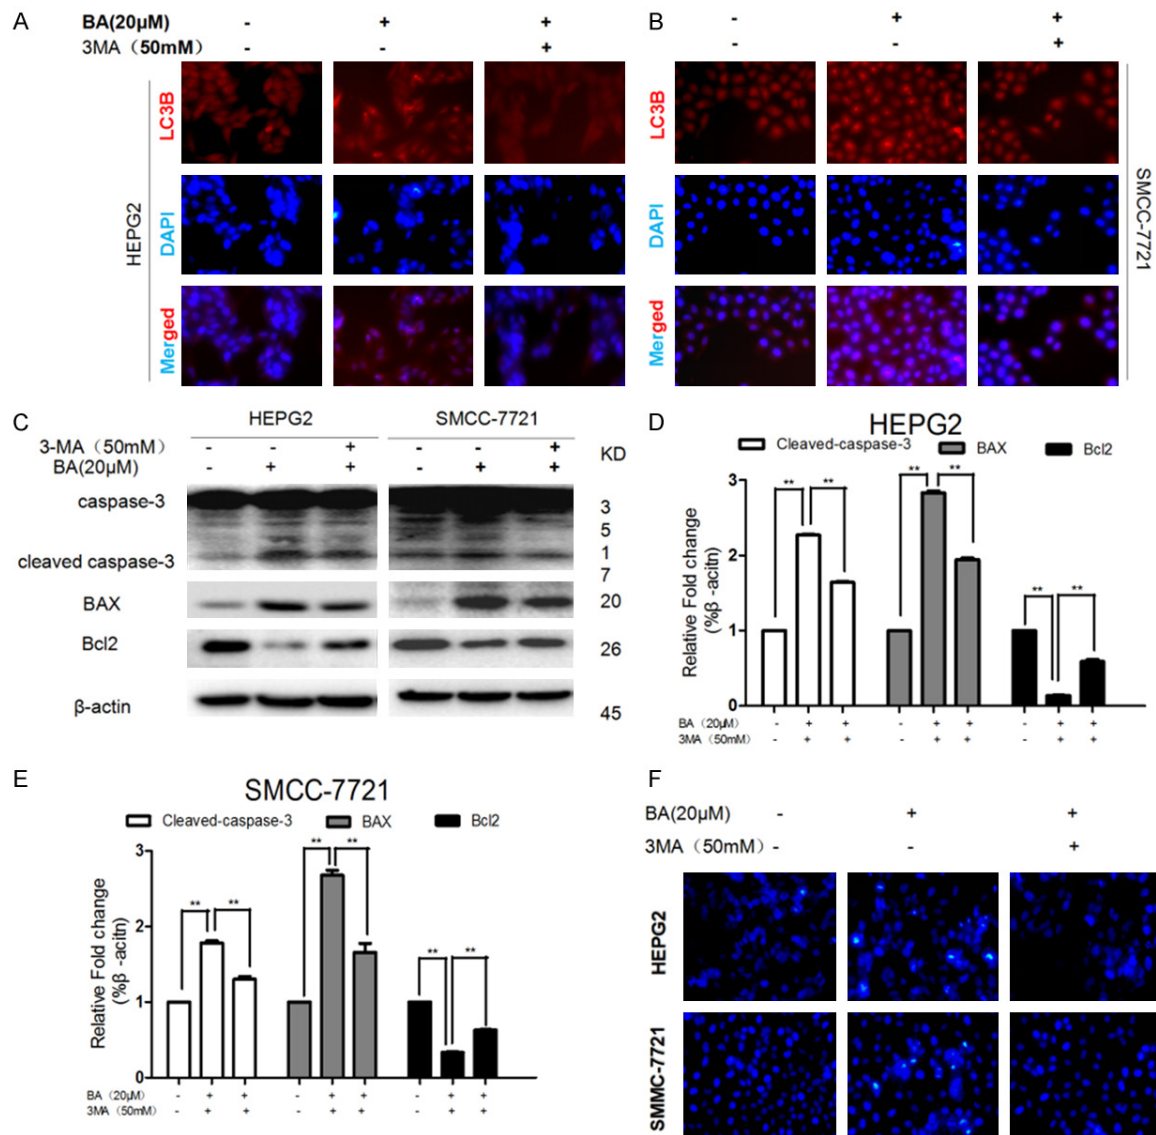 A
BA(20μM) - + +
3MA（50mM） - - +
HEPG2
LC3B
DAPI
Merged
B
- + +
- - +
LC3B
DAPI
Merged
SMCC-7721
C
HEPG2 SMCC-7721
3-MA（50mM） - - + - - + KD
BA(20μM) - + + - + +
caspase-3 3
5
cleaved caspase-3 1
7
BAX 20
Bcl2 26
β-actin 45
D
HEPG2
Cleaved-caspase-3 BAX Bcl2
Relative Fold change
(%β -acitn)
3
2
1
0
** ** ** ** ** **
BA (20μM) - + + - + + - + +
3MA (50mM) - + + - + + - + +
E
SMCC-7721
Cleaved-caspase-3 BAX Bcl2
Relative Fold change
(%β -acitn)
3
2
1
0
** ** ** ** ** **
BA (20μM) - + + - + + - + +
3MA (50mM) - + + - + + - + +
F
BA(20μM) - + +
3MA（50mM） - - +
HEPG2
SMMC-7721